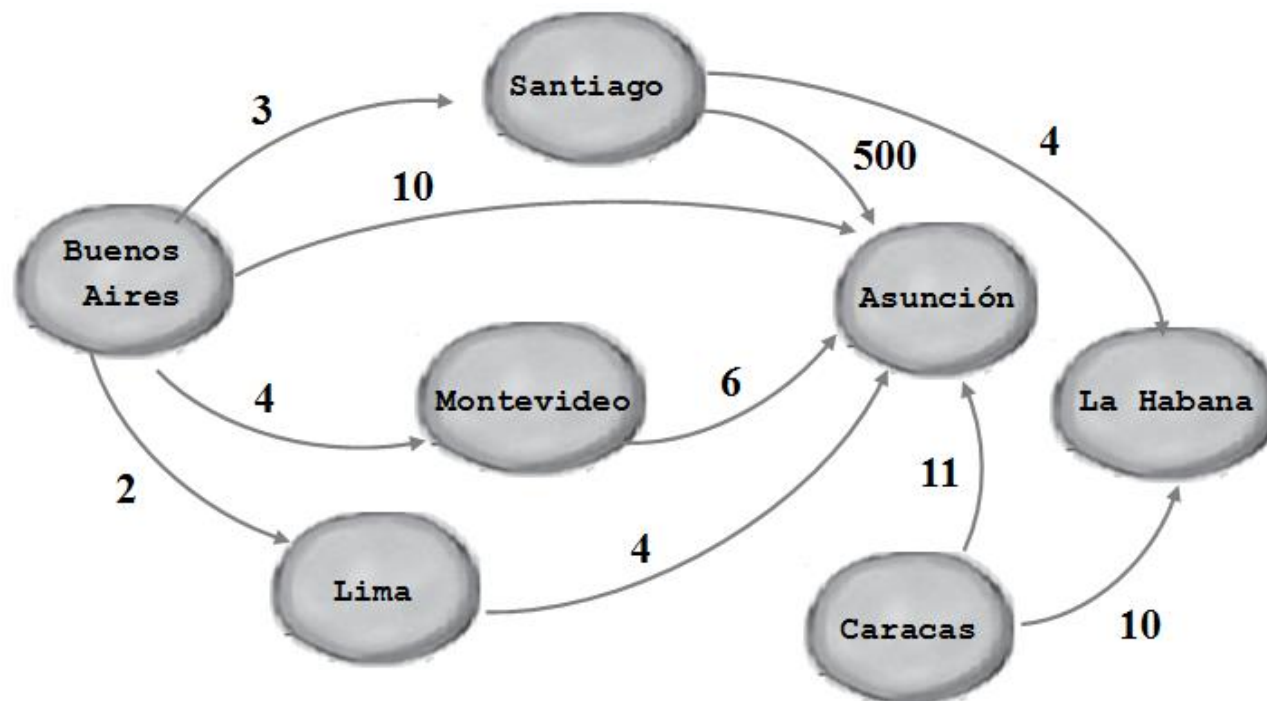 Santiago
3
4
500
10
Buenos
Aires
Asunción
Montevideo
6
La Habana
4
2
11
4
Lima
Caracas
10